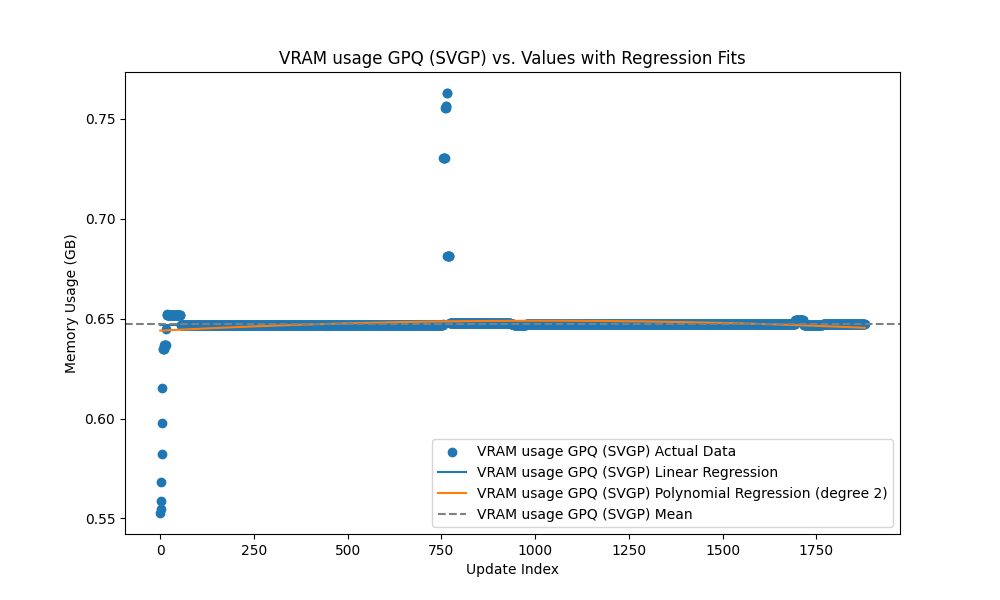 VRAM usage GPQ (SVGP) vs. Values with Regression Fits
Memory Usage (GB)
0.75
0.70
0.65
0.60
0.55
VRAM usage GPQ (SVGP) Actual Data
VRAM usage GPQ (SVGP) Linear Regression
VRAM usage GPQ (SVGP) Polynomial Regression (degree 2)
VRAM usage GPQ (SVGP) Mean
0 250 500 750 1000 1250 1500 1750
Update Index